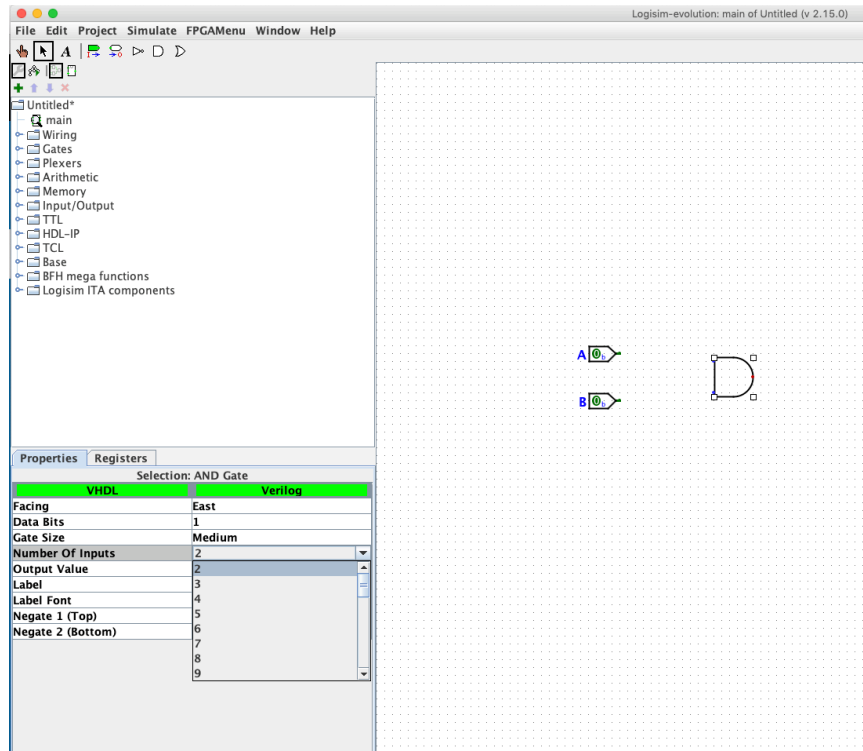 Logisim-evolution: main of Untitled (v 2.15.0)
File Edit Project Simulate FPGAMenu Window Help
A
Untitled*
main
Wiring
Gates
Plexers
Arithmetic
Memory
Input/Output
TTL
HDL-IP
TCL
Base
BFH mega functions
Logisim ITA components
A 0b
B 0b
Properties Registers
Selection: AND Gate
VHDL Verilog
Facing East
Data Bits 1
Gate Size Medium
Number Of Inputs 2
Output Value 2
Label 3
Label Font 4
Negate 1 (Top) 5
Negate 2 (Bottom) 6
7
8
9